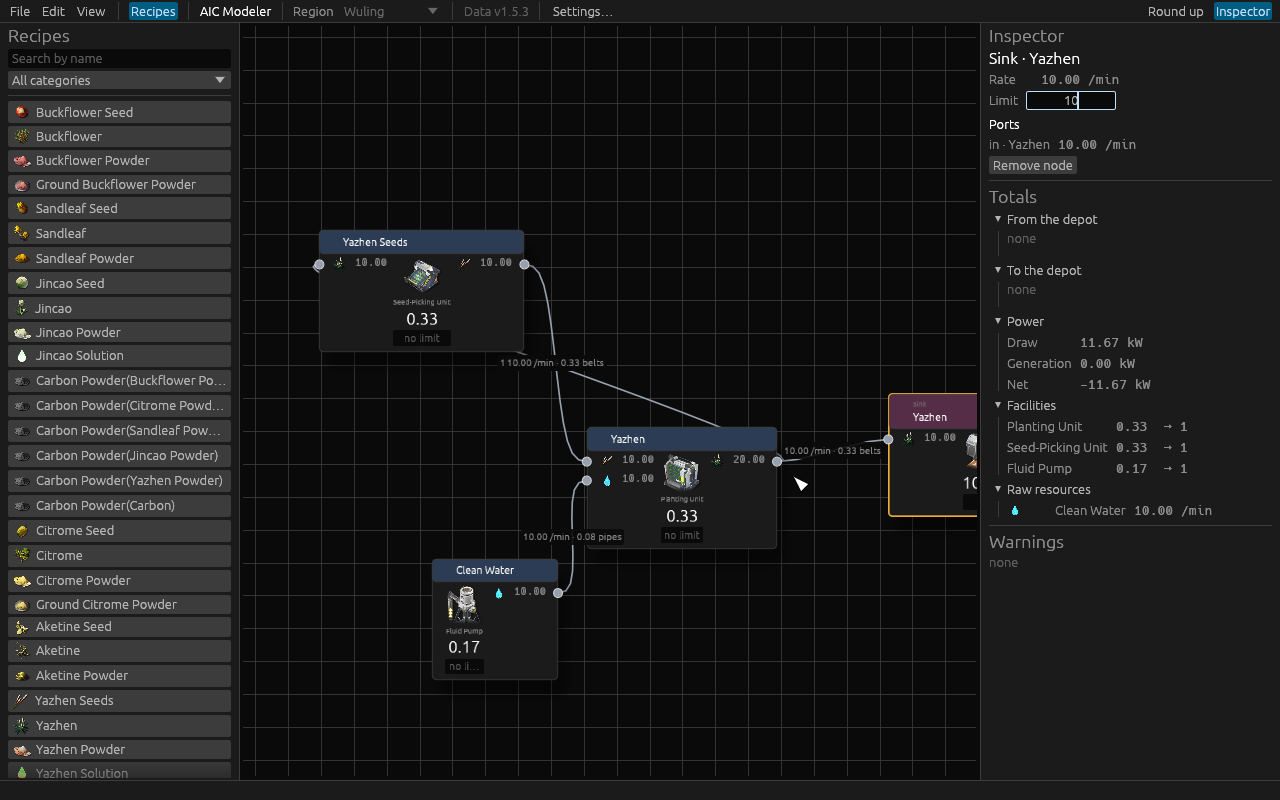 File Edit View Recipes AIC Modeler Region Wuling Data v1.5.3 Settings… Round up Inspector
Recipes
Search by name
All categories
Buckflower Seed
Buckflower
Buckflower Powder
Ground Buckflower Powder
Sandleaf Seed
Sandleaf
Sandleaf Powder
Jincao Seed
Jincao
Jincao Powder
Jincao Solution
Carbon Powder(Buckflower Po…
Carbon Powder(Citrome Powd…
Carbon Powder(Sandleaf Pow…
Carbon Powder(Jincao Powder)
Carbon Powder(Yazhen Powder)
Carbon Powder(Carbon)
Citrome Seed
Citrome
Citrome Powder
Ground Citrome Powder
Aketine Seed
Aketine
Aketine Powder
Yazhen Seeds
Yazhen
Yazhen Powder
Yazhen Solution
Yazhen Seeds
10.00 10.00
Seed-Picking Unit
0.33
no limit
10.00 /min · 0.33 belts
Yazhen
10.00 20.00
10.00
Planting Unit
0.33
no limit
10.00 /min · 0.08 pipes
Clean Water
10.00
Fluid Pump
0.17
no li…
10.00 /min · 0.33 belts
Sink
Yazhen
10.00
10
Inspector
Sink · Yazhen
Rate 10.00 /min
Limit 10
Ports
in · Yazhen 10.00 /min
Remove node
Totals
From the depot
none
To the depot
none
Power
Draw 11.67 kW
Generation 0.00 kW
Net −11.67 kW
Facilities
Planting Unit 0.33 → 1
Seed-Picking Unit 0.33 → 1
Fluid Pump 0.17 → 1
Raw resources
Clean Water 10.00 /min
Warnings
none